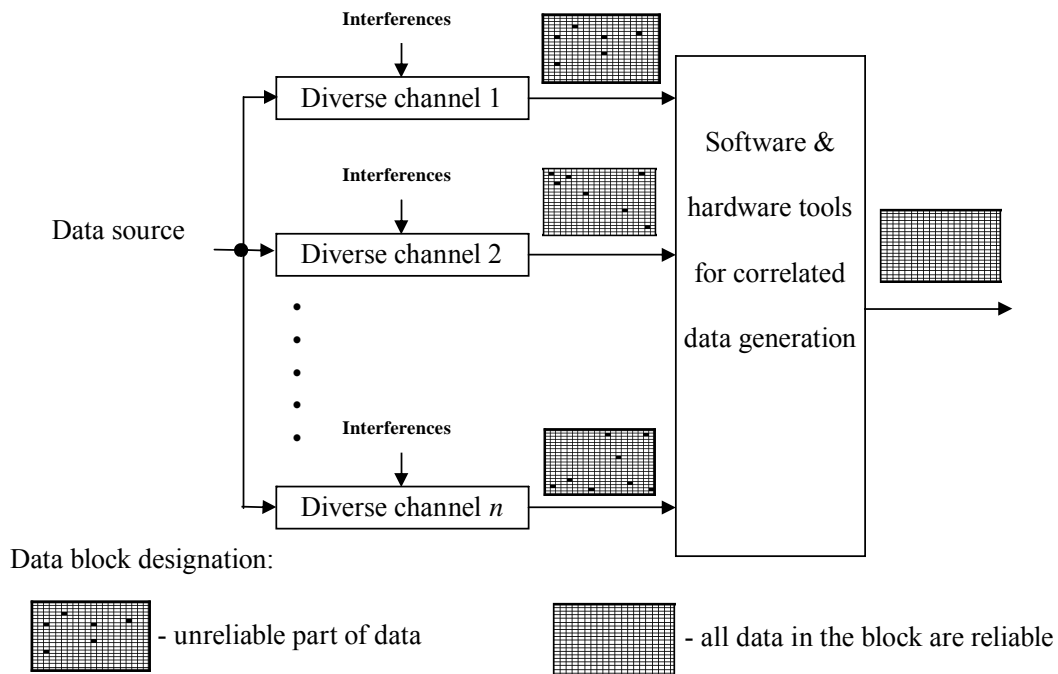 Interferences
Diverse channel 1
Interferences
Data source
Diverse channel 2
Interferences
Diverse channel n
Software &
hardware tools
for correlated
data generation
Data block designation:
- unreliable part of data
- all data in the block are reliable